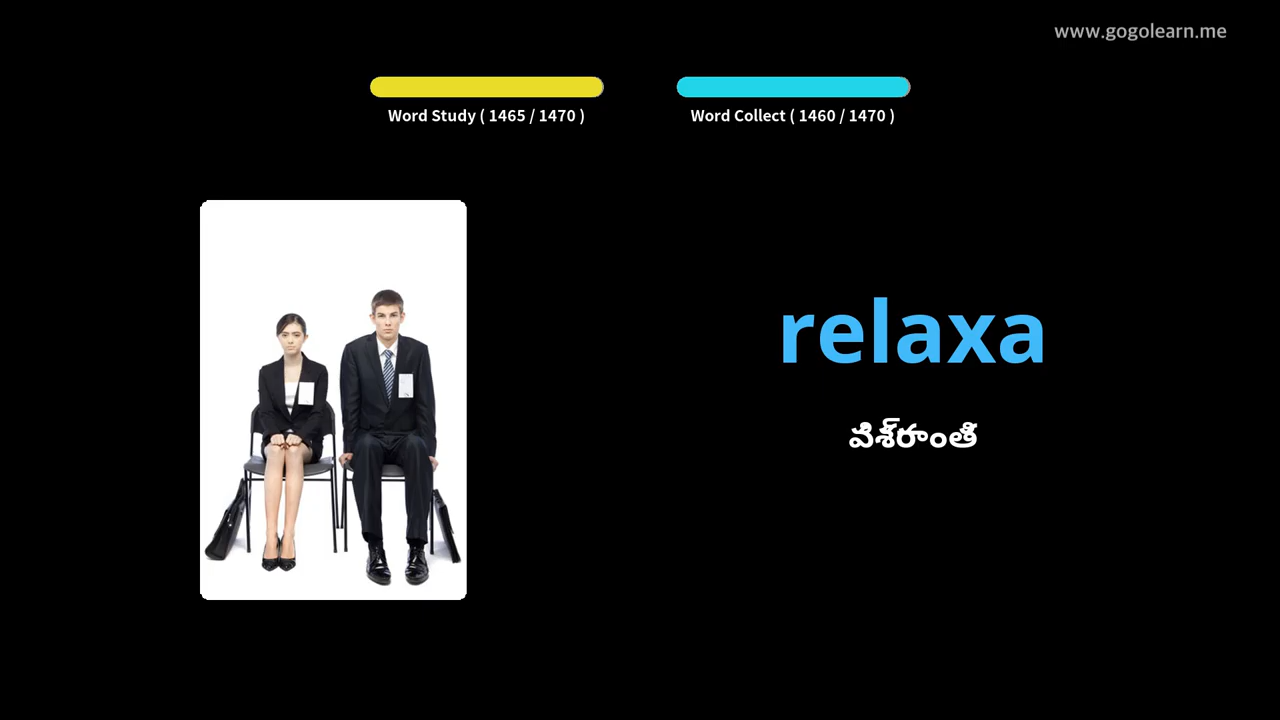 www.gogolearn.me
Word Study ( 1465 / 1470 )
Word Collect ( 1460 / 1470 )
relaxa
విశ్రాంతి